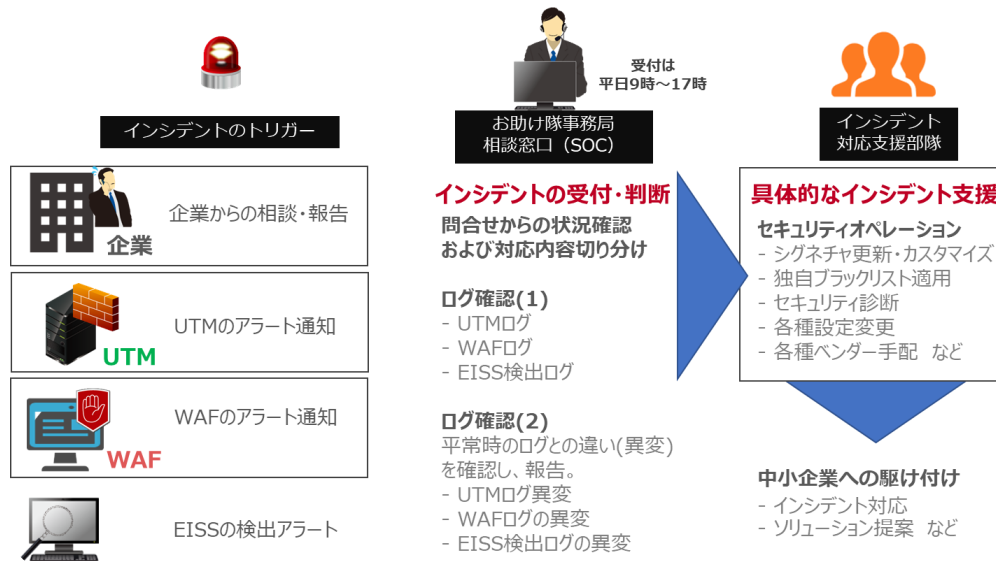 インシデントのトリガー
企業からの相談・報告
企業
UTMのアラート通知
UTM
WAFのアラート通知
WAF
EISSの検出アラート
受付は
平日9時～17時
お助け隊事務局
相談窓口（SOC）
インシデントの受付・判断
問合せからの状況確認
および対応内容切り分け
ログ確認(1)
- UTMログ
- WAFログ
- EISS検出ログ
ログ確認(2)
平常時のログとの違い(異変)
を確認し、報告。
- UTMログ異変
- WAFログの異変
- EISS検出ログの異変
インシデント
対応支援部隊
具体的なインシデント支援
セキュリティオペレーション
- シグネチャ更新・カスタマイズ
- 独自ブラックリスト適用
- セキュリティ診断
- 各種設定変更
- 各種ベンダー手配 など
中小企業への駆け付け
- インシデント対応
- ソリューション提案 など